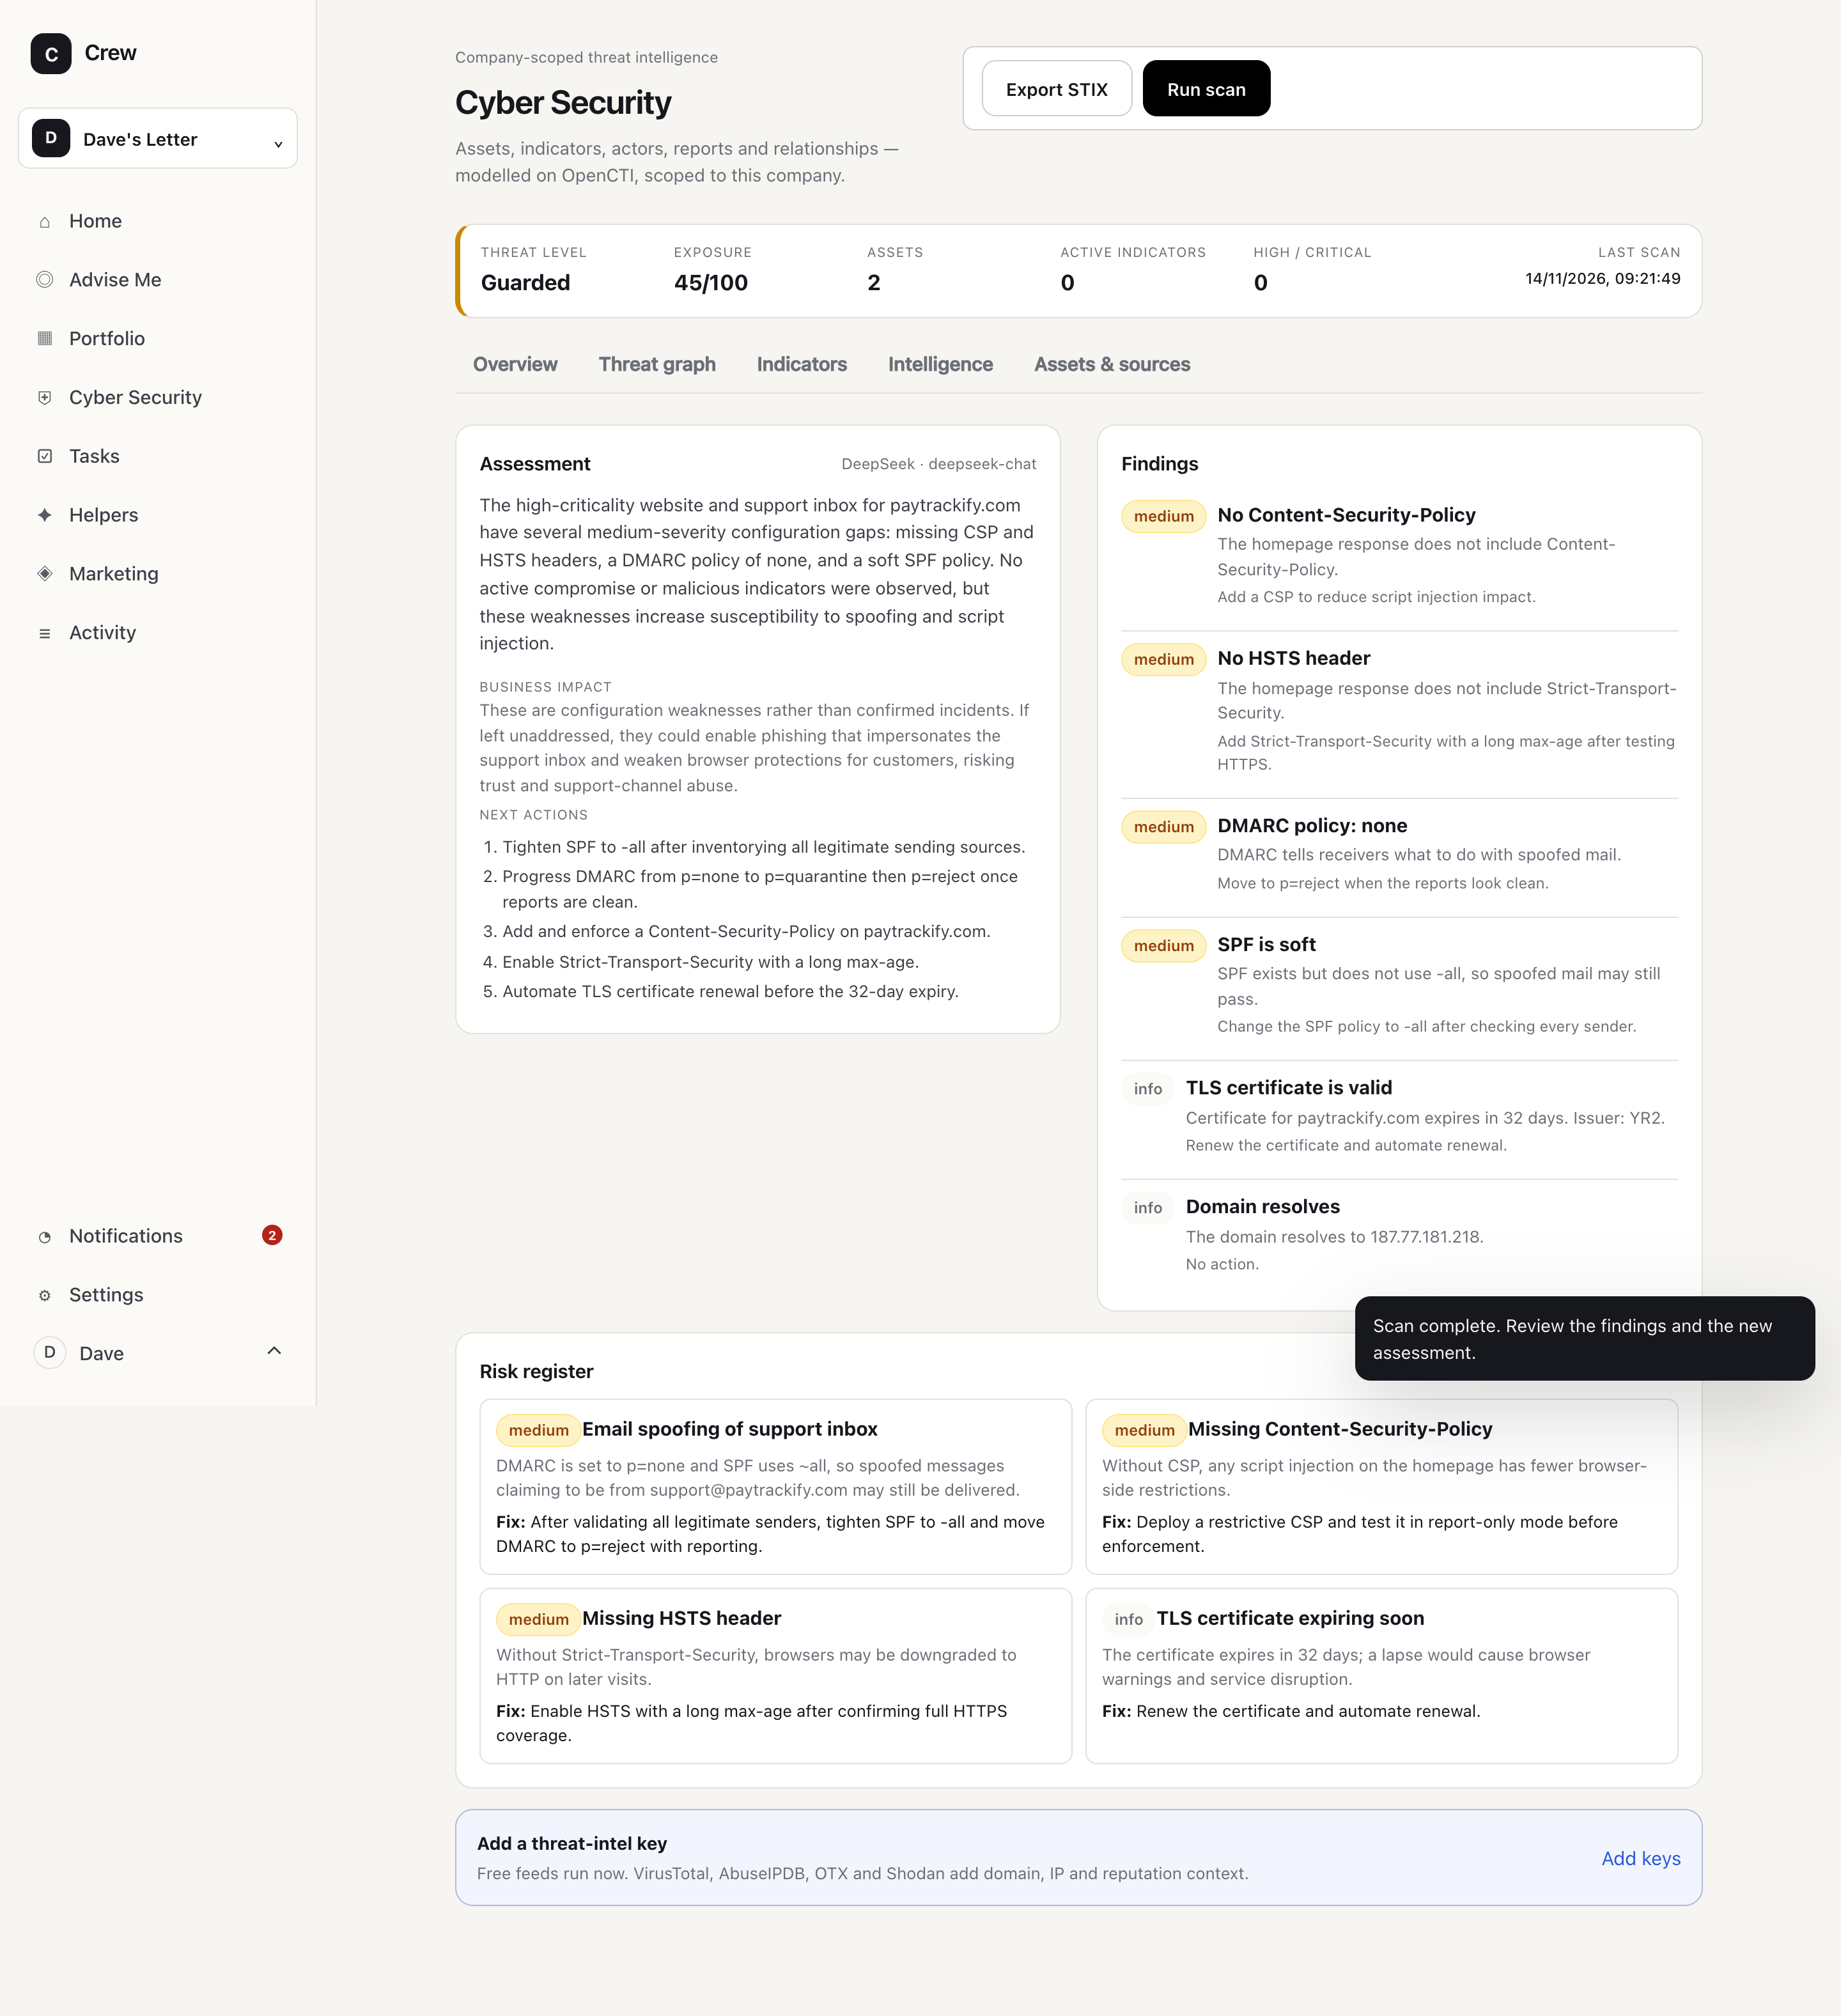 C Crew
D Dave's Letter
Home
Advise Me
Portfolio
Cyber Security
Tasks
Helpers
Marketing
Activity
Notifications 2
Settings
D Dave
Company-scoped threat intelligence
Cyber Security
Assets, indicators, actors, reports and relationships —
modelled on OpenCTI, scoped to this company.
Export STIX Run scan
THREAT LEVEL EXPOSURE ASSETS ACTIVE INDICATORS HIGH / CRITICAL LAST SCAN
Guarded 45/100 2 0 0 14/11/2026, 09:21:49
Overview Threat graph Indicators Intelligence Assets & sources
Assessment DeepSeek · deepseek-chat
The high-criticality website and support inbox for paytrackify.com
have several medium-severity configuration gaps: missing CSP and
HSTS headers, a DMARC policy of none, and a soft SPF policy. No
active compromise or malicious indicators were observed, but
these weaknesses increase susceptibility to spoofing and script
injection.
BUSINESS IMPACT
These are configuration weaknesses rather than confirmed incidents. If
left unaddressed, they could enable phishing that impersonates the
support inbox and weaken browser protections for customers, risking
trust and support-channel abuse.
NEXT ACTIONS
1. Tighten SPF to -all after inventorying all legitimate sending sources.
2. Progress DMARC from p=none to p=quarantine then p=reject once
reports are clean.
3. Add and enforce a Content-Security-Policy on paytrackify.com.
4. Enable Strict-Transport-Security with a long max-age.
5. Automate TLS certificate renewal before the 32-day expiry.
Findings
medium No Content-Security-Policy
The homepage response does not include Content-
Security-Policy.
Add a CSP to reduce script injection impact.
medium No HSTS header
The homepage response does not include Strict-Transport-
Security.
Add Strict-Transport-Security with a long max-age after testing
HTTPS.
medium DMARC policy: none
DMARC tells receivers what to do with spoofed mail.
Move to p=reject when the reports look clean.
medium SPF is soft
SPF exists but does not use -all, so spoofed mail may still
pass.
Change the SPF policy to -all after checking every sender.
info TLS certificate is valid
Certificate for paytrackify.com expires in 32 days. Issuer: YR2.
Renew the certificate and automate renewal.
info Domain resolves
The domain resolves to 187.77.181.218.
No action.
Scan complete. Review the findings and the new
assessment.
Risk register
medium Email spoofing of support inbox
DMARC is set to p=none and SPF uses ~all, so spoofed messages
claiming to be from support@paytrackify.com may still be delivered.
Fix: After validating all legitimate senders, tighten SPF to -all and move
DMARC to p=reject with reporting.
medium Missing Content-Security-Policy
Without CSP, any script injection on the homepage has fewer browser-
side restrictions.
Fix: Deploy a restrictive CSP and test it in report-only mode before
enforcement.
medium Missing HSTS header
Without Strict-Transport-Security, browsers may be downgraded to
HTTP on later visits.
Fix: Enable HSTS with a long max-age after confirming full HTTPS
coverage.
info TLS certificate expiring soon
The certificate expires in 32 days; a lapse would cause browser
warnings and service disruption.
Fix: Renew the certificate and automate renewal.
Add a threat-intel key
Free feeds run now. VirusTotal, AbuseIPDB, OTX and Shodan add domain, IP and reputation context.
Add keys